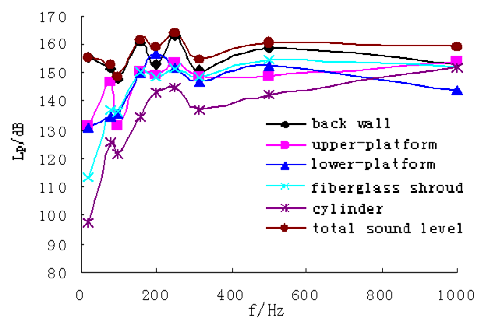 170
160
150
140
130
120
110
100
90
80
Lp/dB
back wall
upper-platform
lower-platform
fiberglass shroud
cylinder
total sound level
0 200 400 600 800 1000
f/Hz